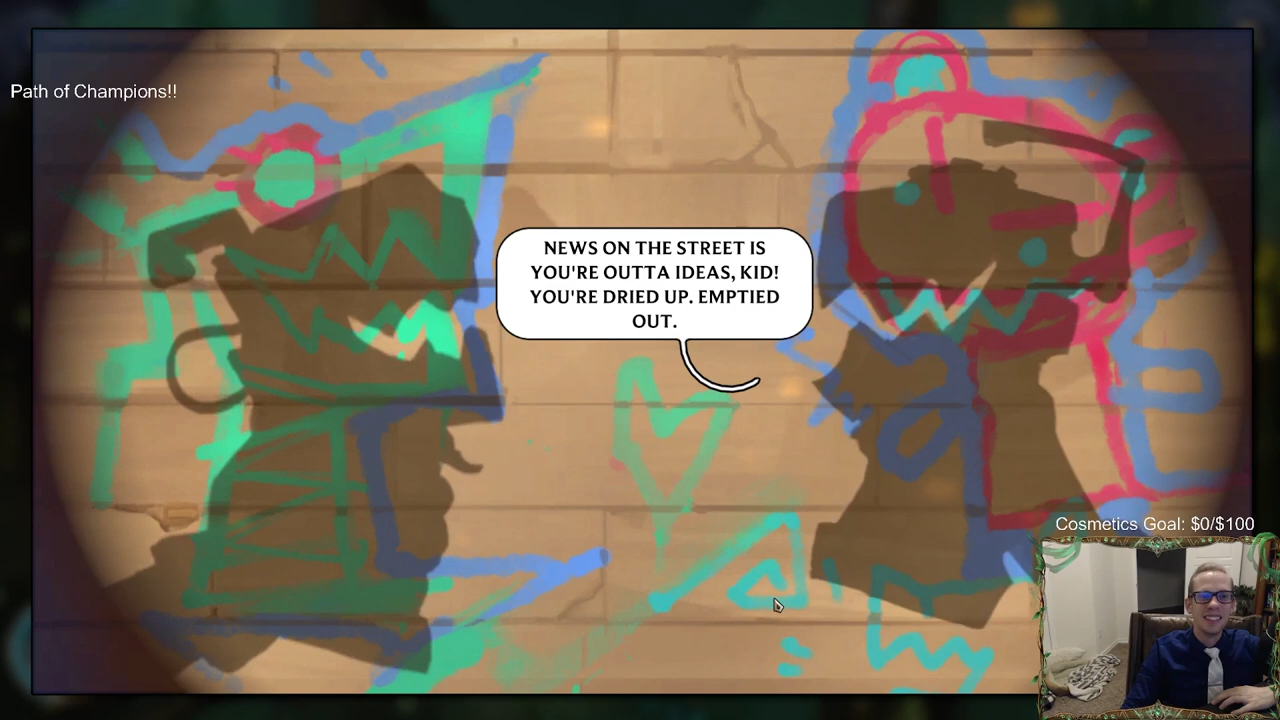 Path of Champions!!
NEWS ON THE STREET IS
YOU'RE OUTTA IDEAS, KID!
YOU'RE DRIED UP. EMPTIED
OUT.
Cosmetics Goal: $0/$100